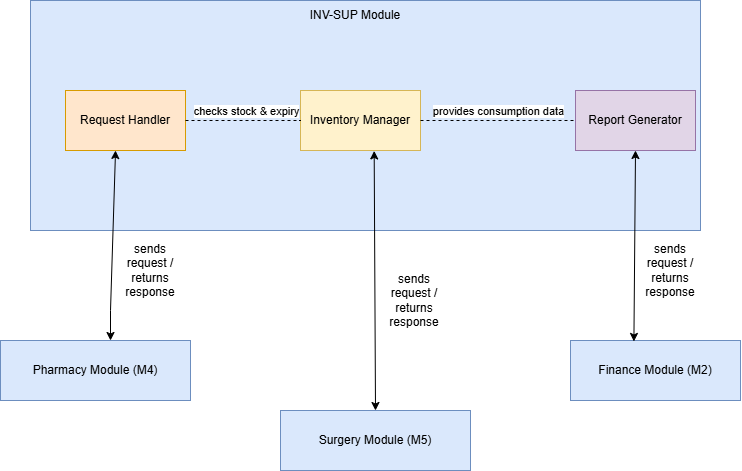 INV-SUP Module
Request Handler
checks stock & expiry
Inventory Manager
provides consumption data
Report Generator
sends
request /
returns
response
sends
request /
returns
response
sends
request /
returns
response
Pharmacy Module (M4)
Finance Module (M2)
Surgery Module (M5)